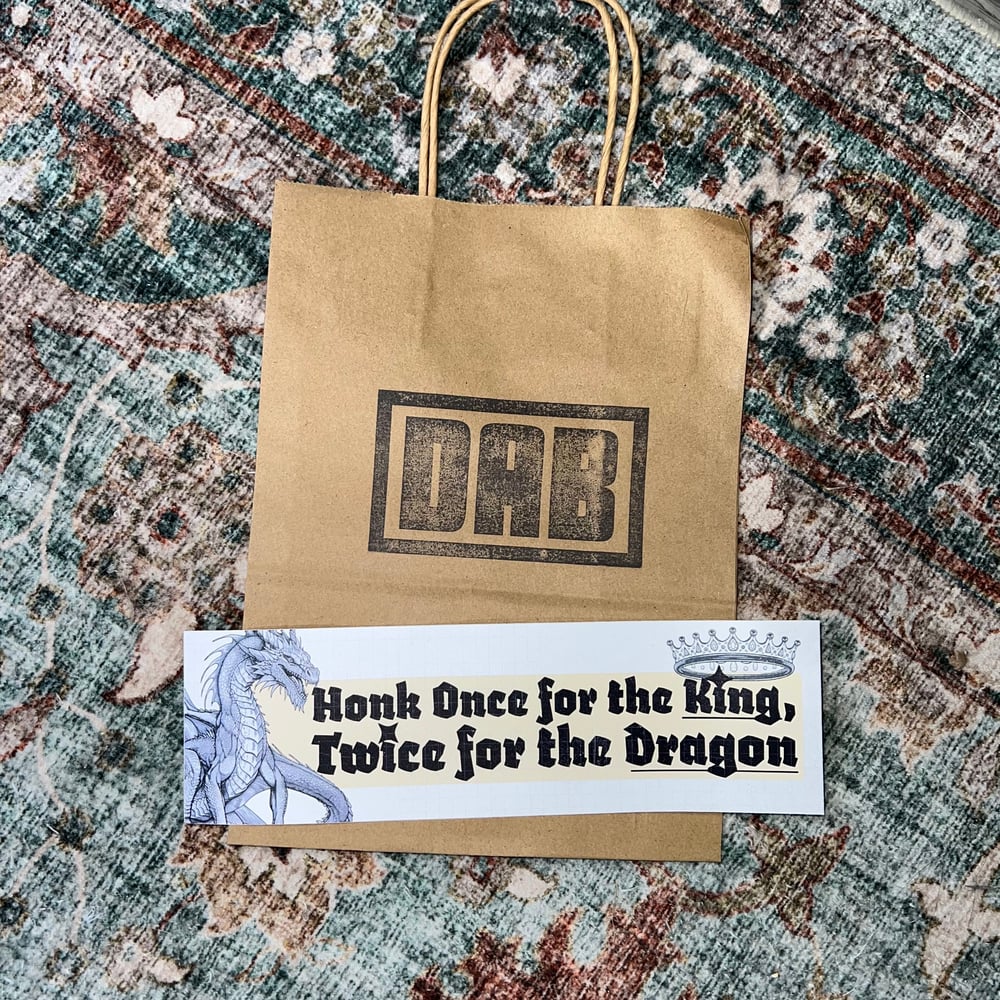 DAB
Honk Once for the King,
Twice for the Dragon